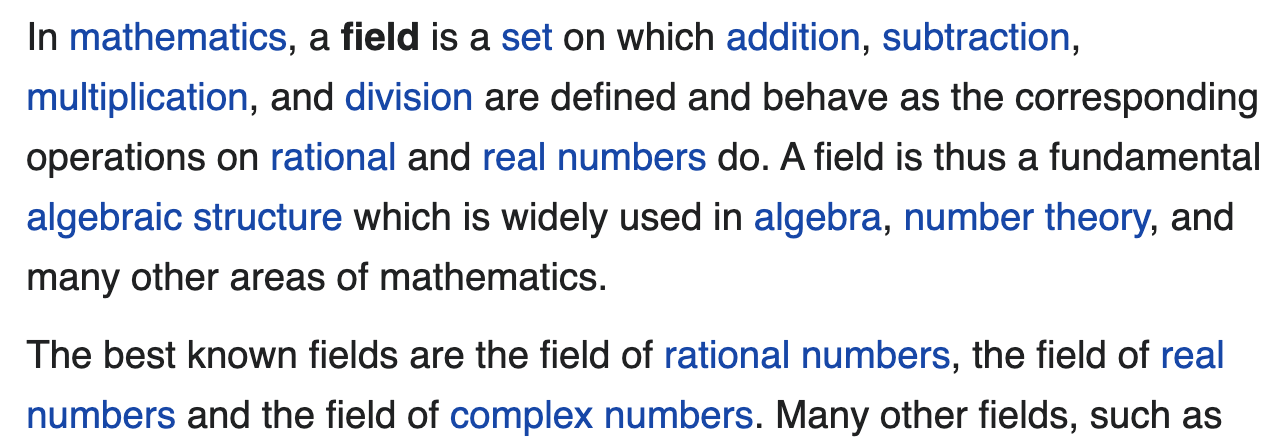 In mathematics, a field is a set on which addition, subtraction,
multiplication, and division are defined and behave as the corresponding
operations on rational and real numbers do. A field is thus a fundamental
algebraic structure which is widely used in algebra, number theory, and
many other areas of mathematics.
The best known fields are the field of rational numbers, the field of real
numbers and the field of complex numbers. Many other fields, such as